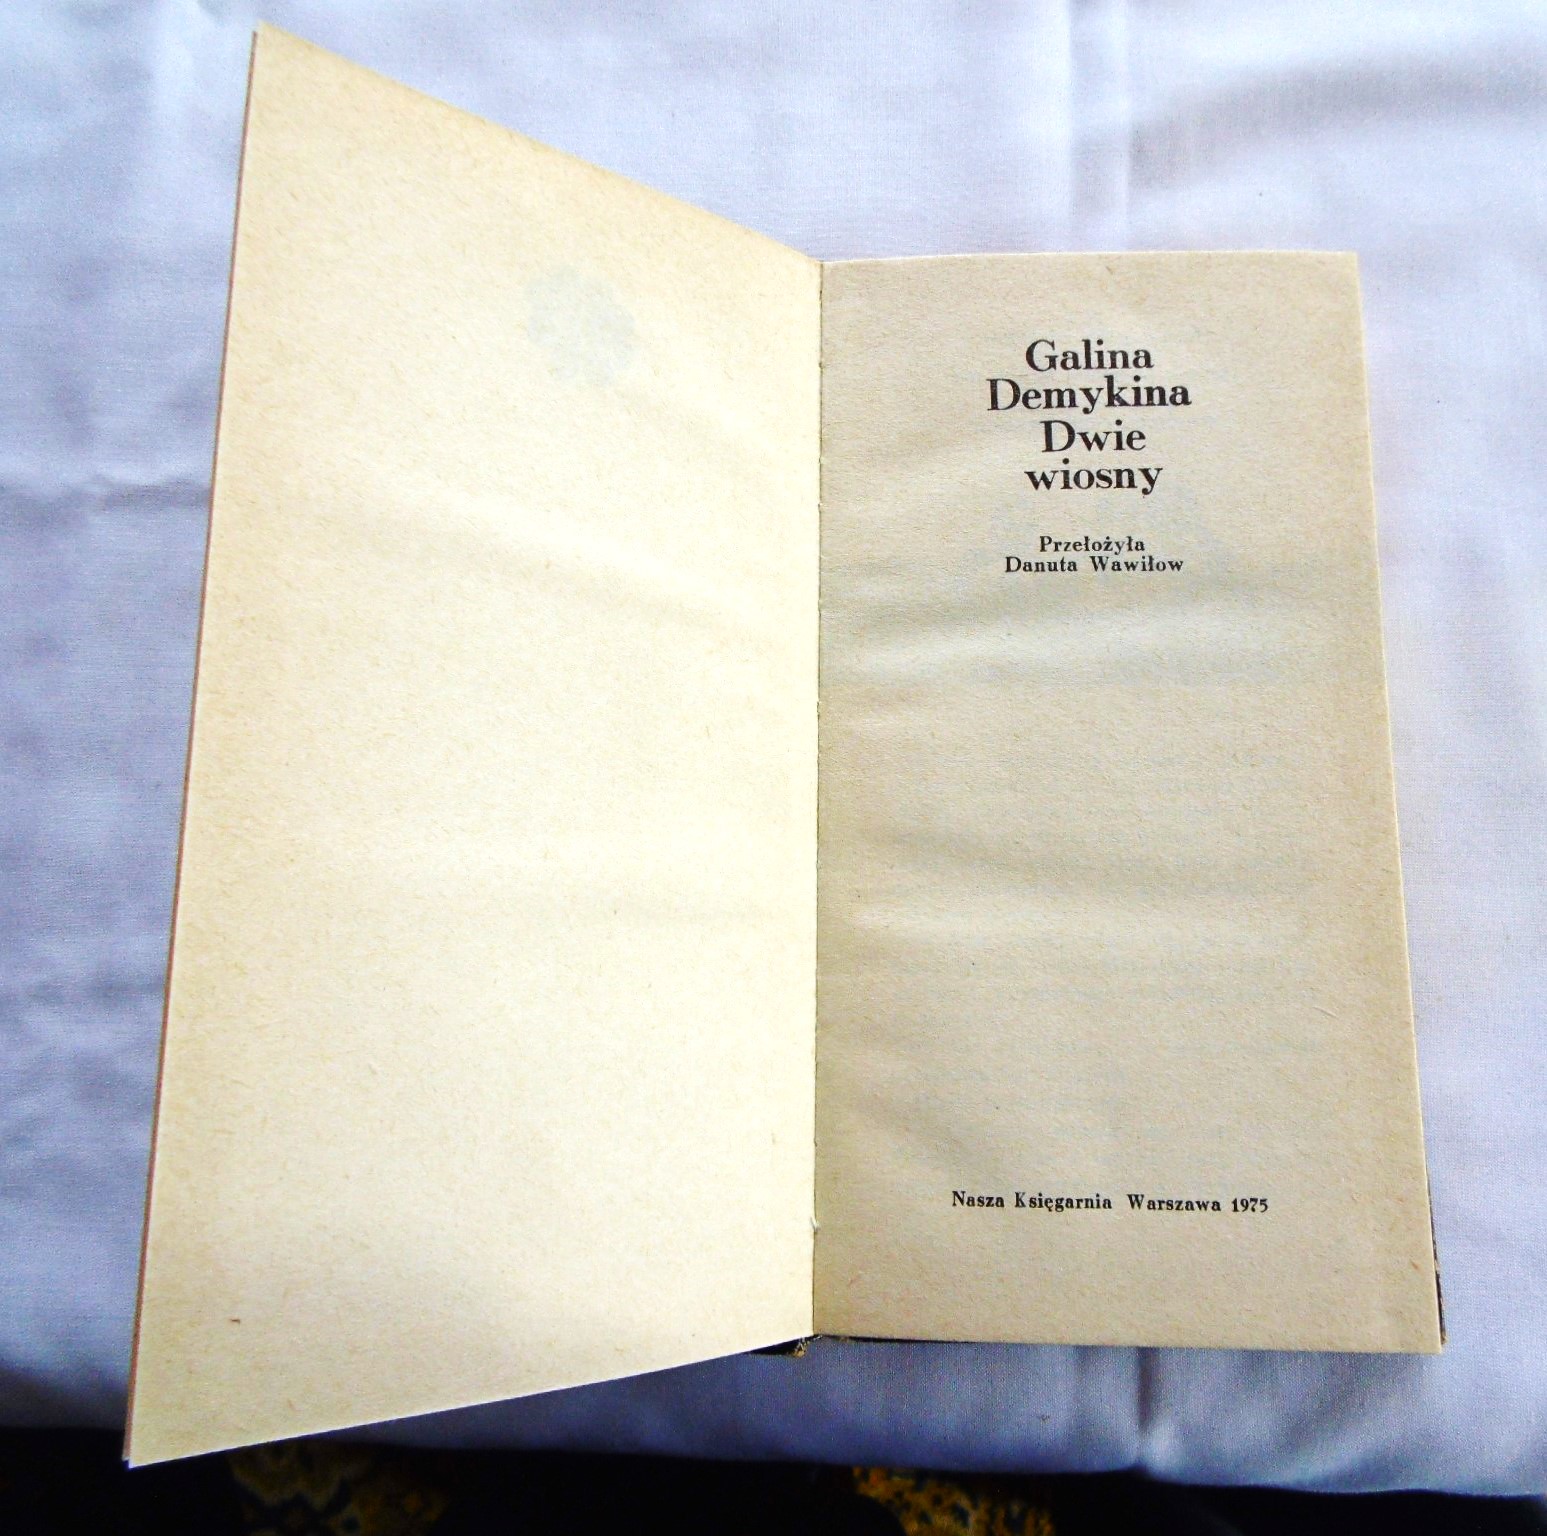 Galina
Demykina
Dwie
wiosny
Przełożyła
Danuta Wawiłow
Nasza Księgarnia Warszawa 1975